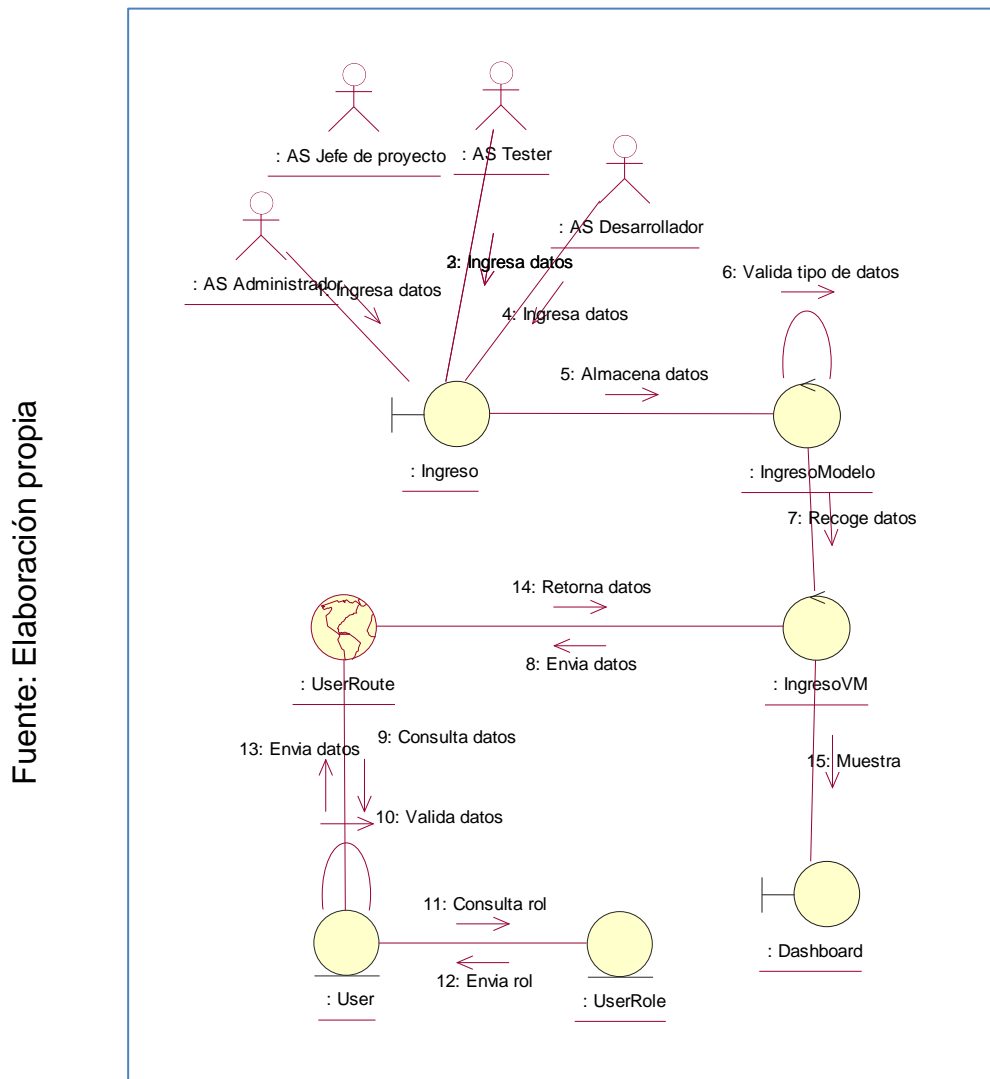 Fuente: Elaboración propia
: AS Jefe de proyecto
: AS Tester
: AS Desarrollador
: AS Administrador
1: Ingresa datos
3: Ingresa datos
4: Ingresa datos
6: Valida tipo de datos
5: Almacena datos
: Ingreso
: IngresoModelo
7: Recoge datos
14: Retorna datos
8: Envia datos
: UserRoute
: IngresoVM
13: Envia datos
9: Consulta datos
15: Muestra
10: Valida datos
11: Consulta rol
12: Envia rol
: User
: UserRole
: Dashboard